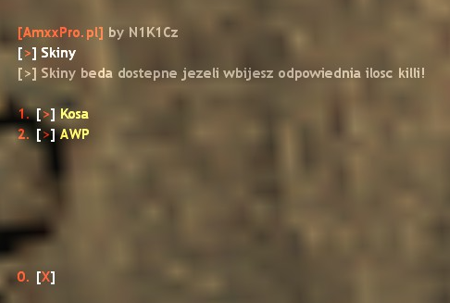 [AmxxPro.pl] by N1K1Cz
[>] Skiny
[>] Skiny beda dostepne jezeli wbijesz odpowiednia ilosc killi!
1. [>] Kosa
2. [>] AWP
0. [X]